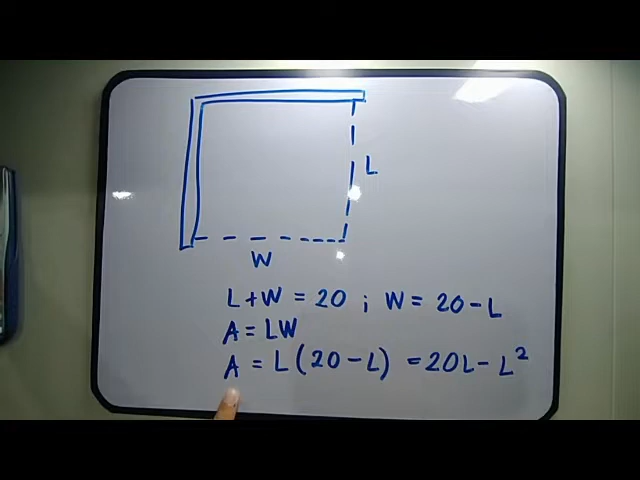 L
W
L + W = 20 ; W = 20 - L
A = LW
A = L(20 - L) = 20L - L²